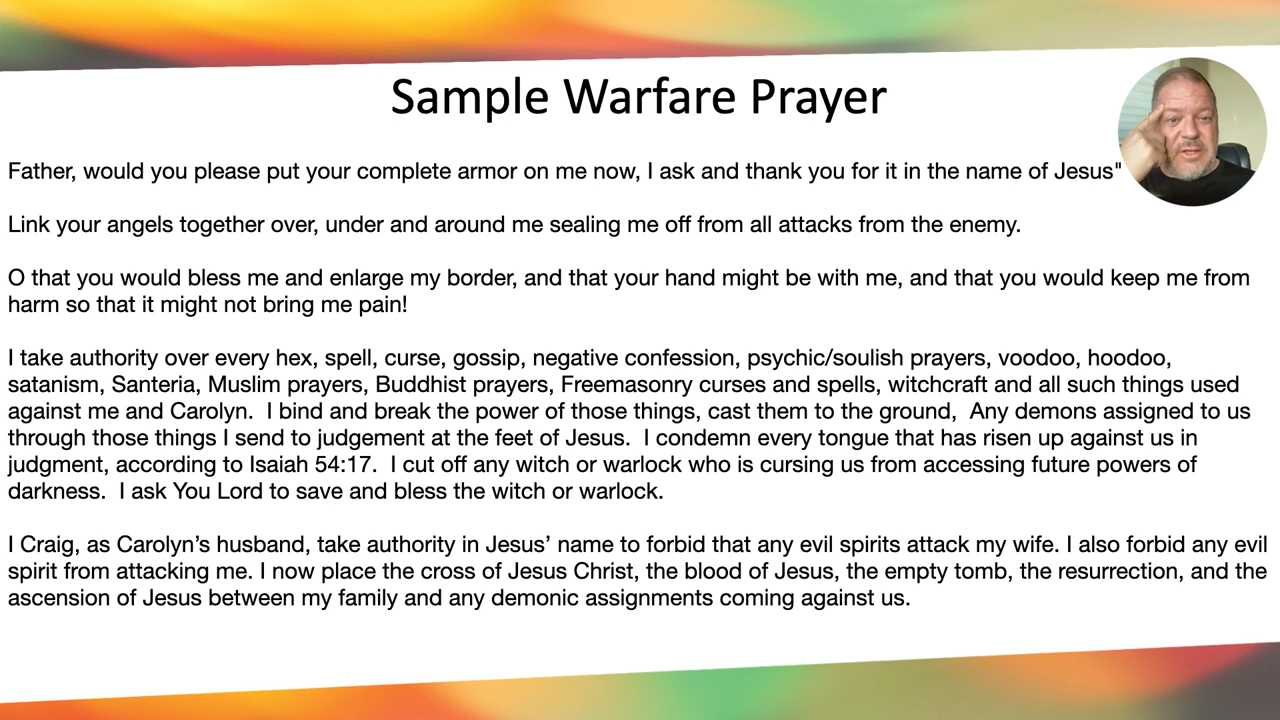 Sample Warfare Prayer
Father, would you please put your complete armor on me now, I ask and thank you for it in the name of Jesus"
Link your angels together over, under and around me sealing me off from all attacks from the enemy.
O that you would bless me and enlarge my border, and that your hand might be with me, and that you would keep me from
harm so that it might not bring me pain!
I take authority over every hex, spell, curse, gossip, negative confession, psychic/soulish prayers, voodoo, hoodoo,
satanism, Santeria, Muslim prayers, Buddhist prayers, Freemasonry curses and spells, witchcraft and all such things used
against me and Carolyn.  I bind and break the power of those things, cast them to the ground,  Any demons assigned to us
through those things I send to judgement at the feet of Jesus.  I condemn every tongue that has risen up against us in
judgment, according to Isaiah 54:17.  I cut off any witch or warlock who is cursing us from accessing future powers of
darkness.  I ask You Lord to save and bless the witch or warlock.
I Craig, as Carolyn’s husband, take authority in Jesus’ name to forbid that any evil spirits attack my wife. I also forbid any evil
spirit from attacking me. I now place the cross of Jesus Christ, the blood of Jesus, the empty tomb, the resurrection, and the
ascension of Jesus between my family and any demonic assignments coming against us.